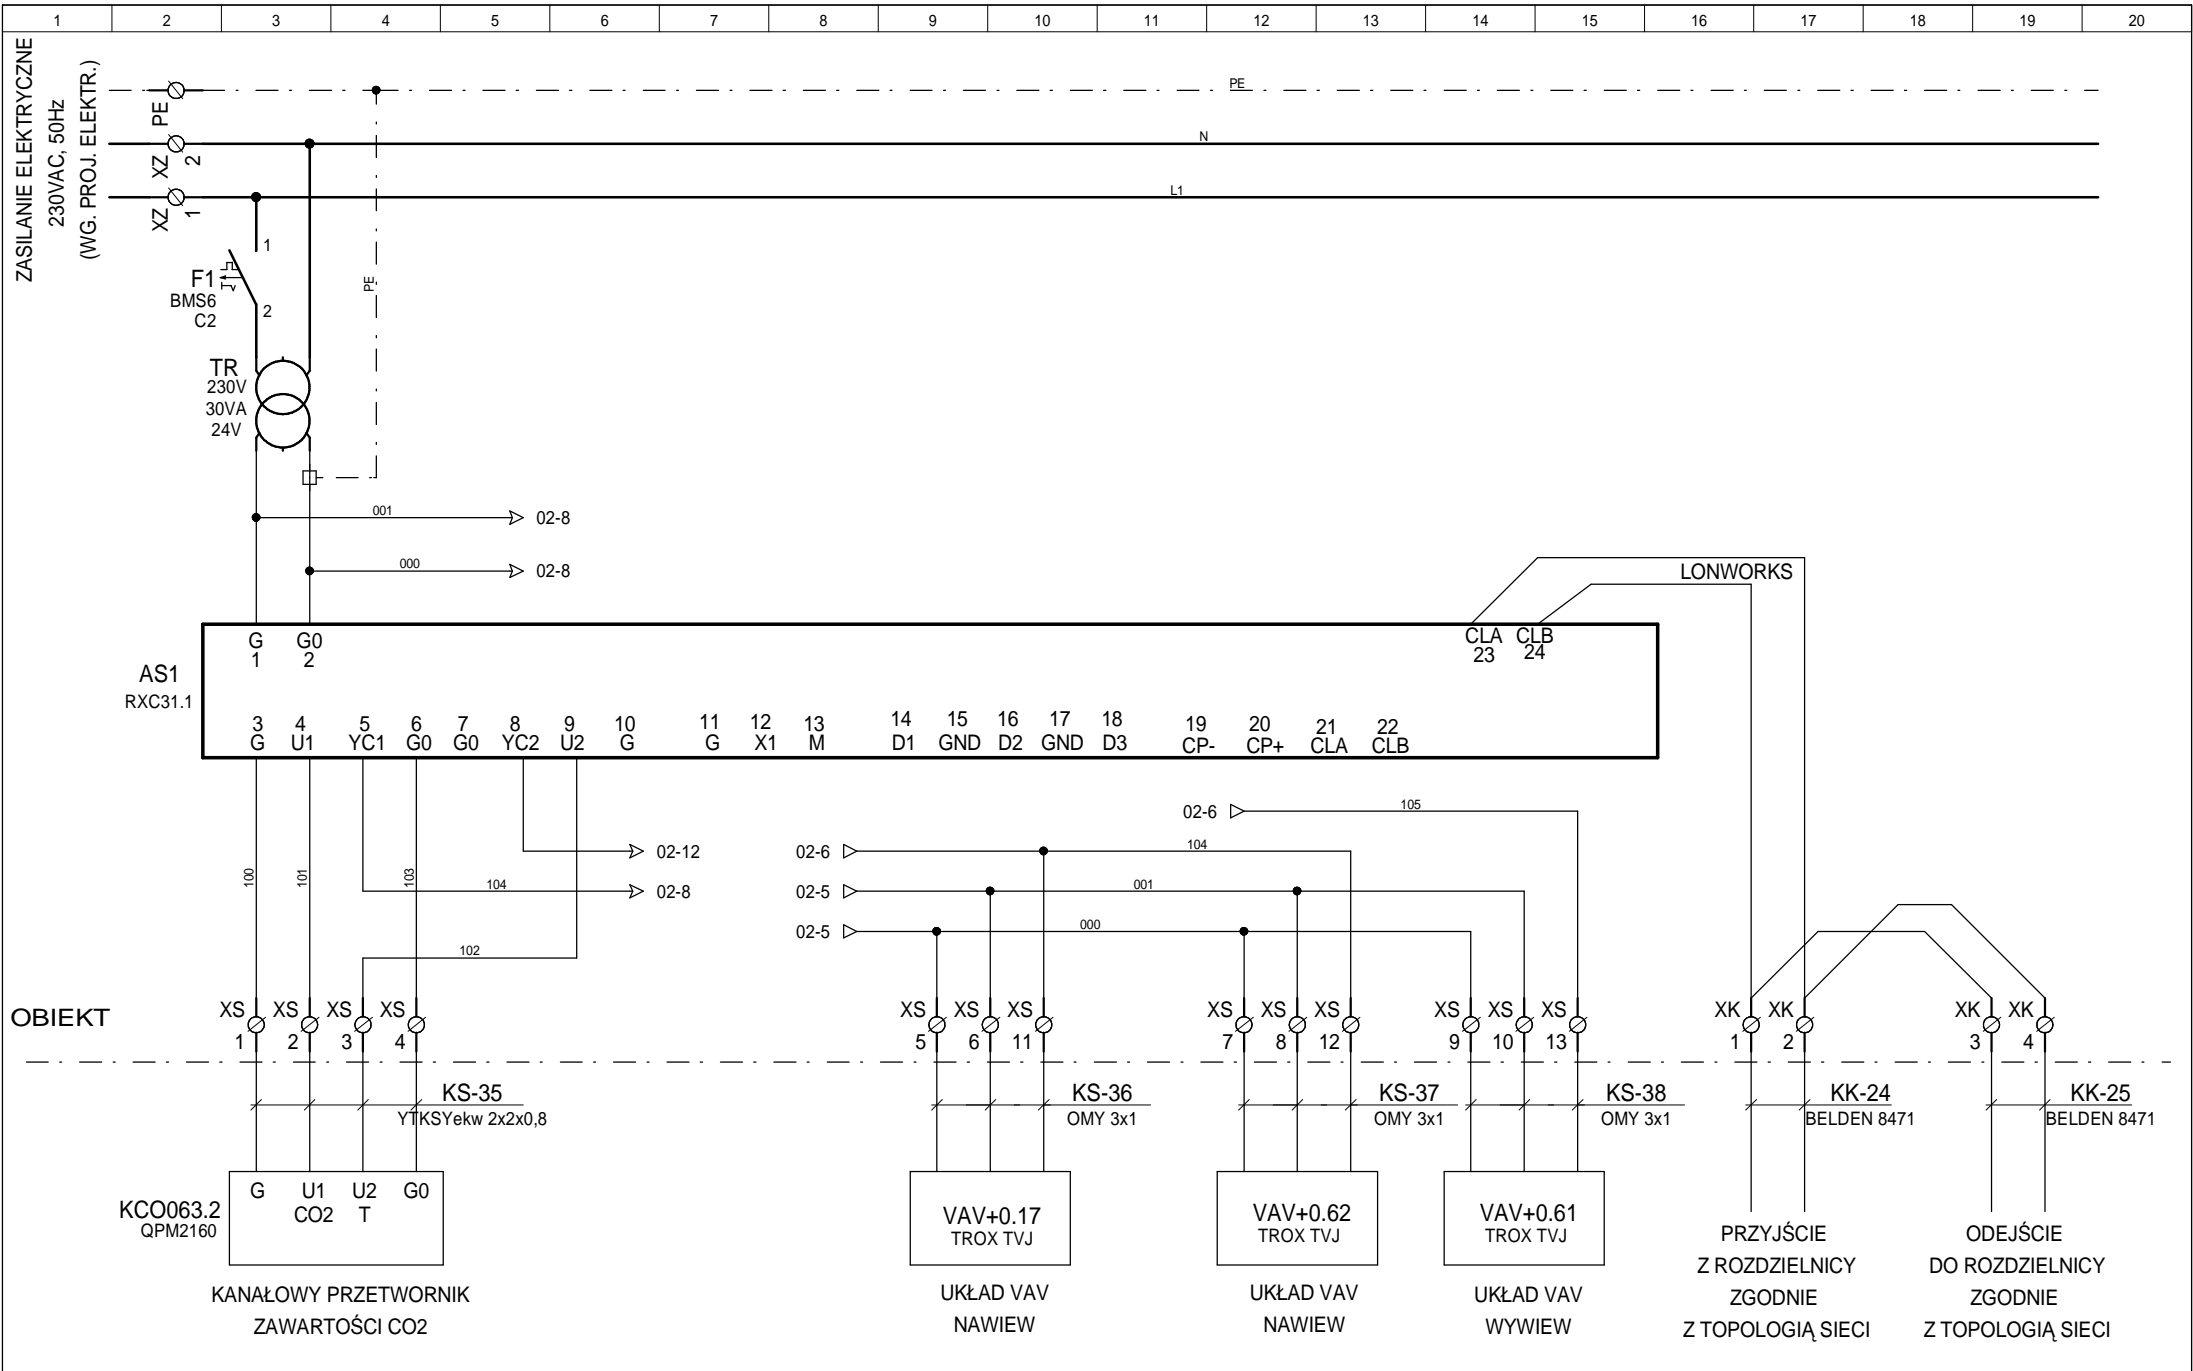 1 2 3 4 5 6 7 8 9 10 11 12 13 14 15 16 17 18 19 20
ZASILANIE ELEKTRYCZNE
230VAC, 50Hz
(WG. PROJ. ELEKTR.)
PE
PE
XZ 2
N
XZ 1
L1
1
F1
BMS6
C2
2
PE
TR
230V
30VA
24V
001 02-8
000 02-8
LONWORKS
G G0 CLA CLB
1 2 23 24
AS1
RXC31.1
3 4 5 6 7 8 9 10 11 12 13 14 15 16 17 18 19 20 21 22
G U1 YC1 G0 G0 YC2 U2 G G X1 M D1 GND D2 GND D3 CP- CP+ CLA CLB
02-6 105
02-12 02-6 104
100 101 103
104 02-8 02-5 001
02-5 000
102
OBIEKT
XS XS XS XS XS XS XS XS XS XS XS XS XS XK XK XK XK
1 2 3 4 5 6 11 7 8 12 9 10 13 1 2 3 4
KS-35 KS-36 KS-37 KS-38 KK-24 KK-25
YTKSYekw 2x2x0,8 OMY 3x1 OMY 3x1 OMY 3x1 BELDEN 8471 BELDEN 8471
KCO063.2
QPM2160
G U1 U2 G0
CO2 T
VAV+0.17
TROX TVJ
VAV+0.62
TROX TVJ
VAV+0.61
TROX TVJ
KANAŁOWY PRZETWORNIK
ZAWARTOŚCI CO2
UKŁAD VAV
NAWIEW
UKŁAD VAV
NAWIEW
UKŁAD VAV
WYWIEW
PRZYJŚCIE
Z ROZDZIELNICY
ZGODNIE
Z TOPOLOGIĄ SIECI
ODEJŚCIE
DO ROZDZIELNICY
ZGODNIE
Z TOPOLOGIĄ SIECI